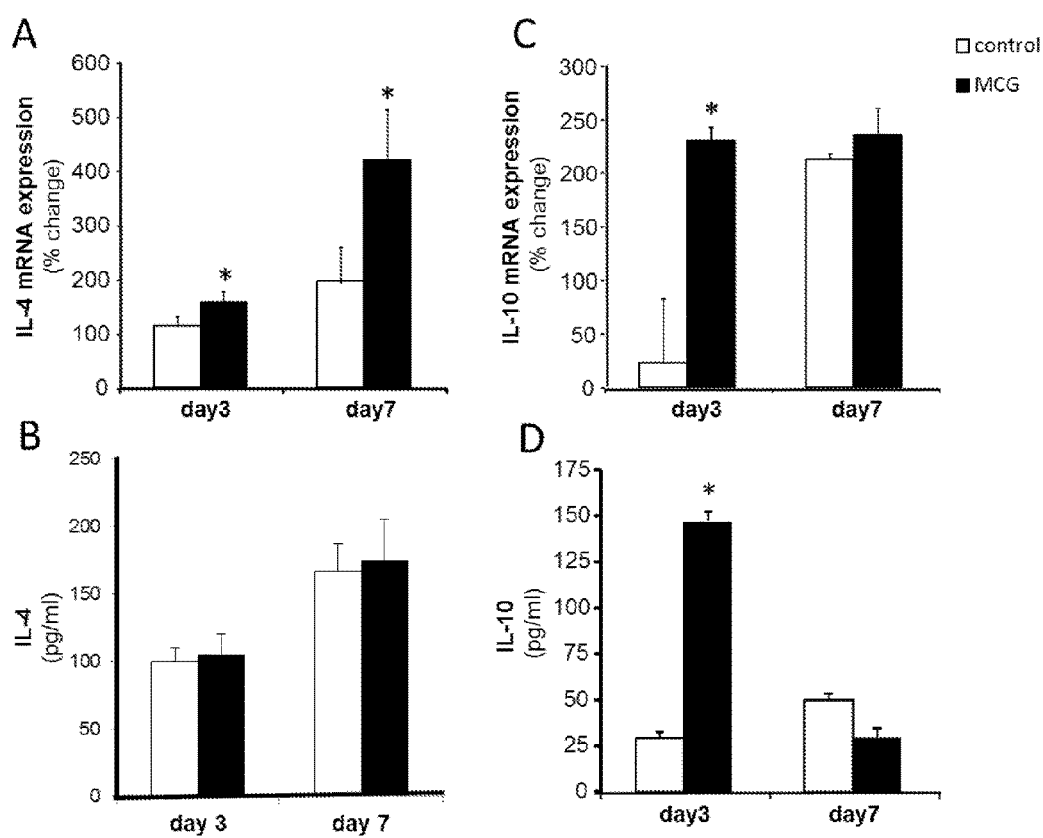 A
IL-4 mRNA expression
(% change)
600
500
400
300
200
100
0
*
*
day3 day7
C
IL-10 mRNA expression
(% change)
300
250
200
150
100
50
0
*
day3 day7
control
MCG
B
IL-4
(pg/ml)
250
200
150
100
50
0
day 3 day 7
D
IL-10
(pg/ml)
175
150
125
100
75
50
25
0
*
day3 day7